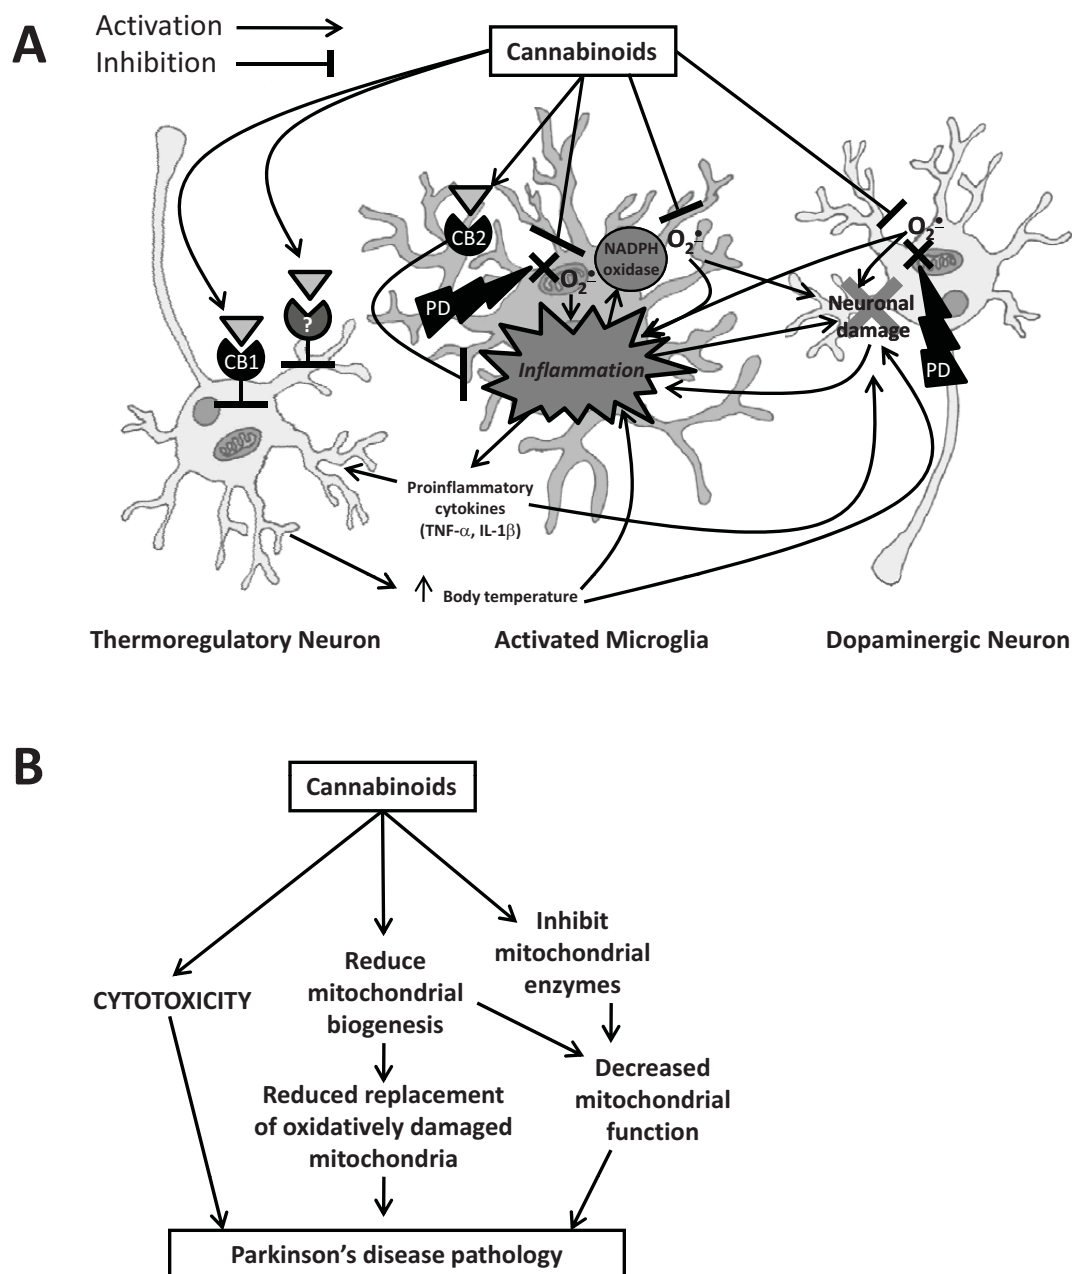 A
Activation
Inhibition
Cannabinoids
CB2
NADPH
oxidase
O₂•−
O₂•−
O₂•−
PD
Neuronal
damage
PD
?
CB1
Inflammation
Proinflammatory
cytokines
(TNF-α, IL-1β)
↑ Body temperature
Thermoregulatory Neuron
Activated Microglia
Dopaminergic Neuron
B
Cannabinoids
Inhibit
mitochondrial
enzymes
Reduce
mitochondrial
biogenesis
CYTOTOXICITY
Decreased
mitochondrial
function
Reduced replacement
of oxidatively damaged
mitochondria
Parkinson’s disease pathology